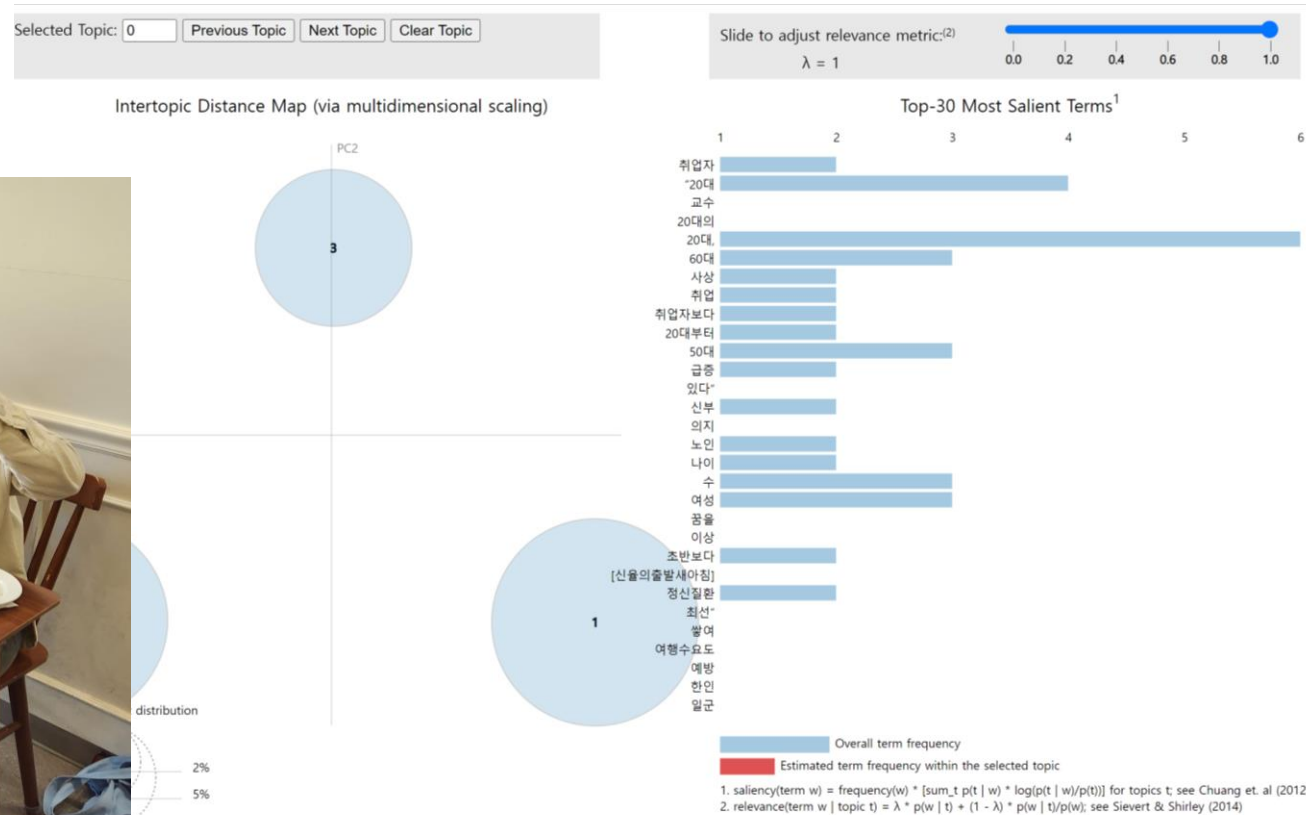 Selected Topic: 0 Previous Topic Next Topic Clear Topic
Slide to adjust relevance metric:(2)
λ = 1
0.0 0.2 0.4 0.6 0.8 1.0
Intertopic Distance Map (via multidimensional scaling)
PC2
3
1
distribution
2%
5%
Top-30 Most Salient Terms1
1 2 3 4 5 6
취업자
"20대
교수
20대의
20대,
60대
사상
취업
취업자보다
20대부터
50대
급증
있다"
신부
의지
노인
나이
수
여성
꿈을
이상
초반보다
[신율의출발새아침]
정신질환
최선"
쌓여
여행수요도
예방
한인
일군
Overall term frequency
Estimated term frequency within the selected topic
1. saliency(term w) = frequency(w) * [sum_t p(t | w) * log(p(t | w)/p(t))] for topics t; see Chuang et. al (2012
2. relevance(term w | topic t) = λ * p(w | t) + (1 - λ) * p(w | t)/p(w); see Sievert & Shirley (2014)